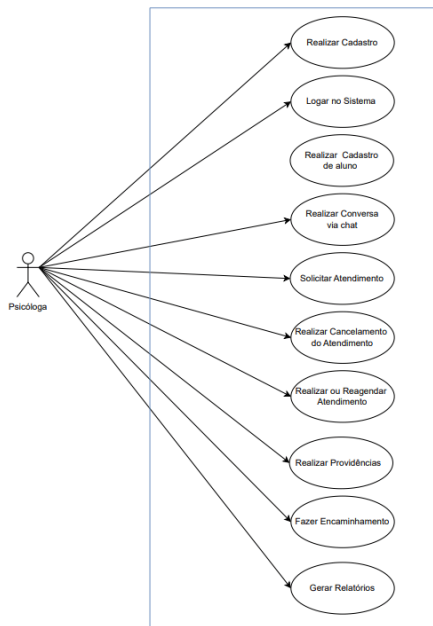 Realizar Cadastro
Logar no Sistema
Realizar Cadastro
de aluno
Realizar Conversa
via chat
Psicóloga
Solicitar Atendimento
Realizar Cancelamento
do Atendimento
Realizar ou Reagendar
Atendimento
Realizar Providências
Fazer Encaminhamento
Gerar Relatórios